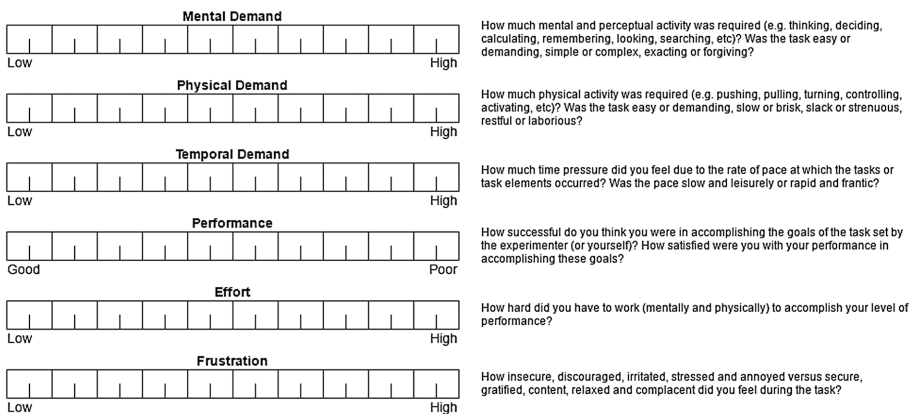 Mental Demand
Low High
How much mental and perceptual activity was required (e.g. thinking, deciding,
calculating, remembering, looking, searching, etc)? Was the task easy or
demanding, simple or complex, exacting or forgiving?
Physical Demand
Low High
How much physical activity was required (e.g. pushing, pulling, turning, controlling,
activating, etc)? Was the task easy or demanding, slow or brisk, slack or strenuous,
restful or laborious?
Temporal Demand
Low High
How much time pressure did you feel due to the rate of pace at which the tasks or
task elements occurred? Was the pace slow and leisurely or rapid and frantic?
Performance
Good Poor
How successful do you think you were in accomplishing the goals of the task set by
the experimenter (or yourself)? How satisfied were you with your performance in
accomplishing these goals?
Effort
Low High
How hard did you have to work (mentally and physically) to accomplish your level of
performance?
Frustration
Low High
How insecure, discouraged, irritated, stressed and annoyed versus secure,
gratified, content, relaxed and complacent did you feel during the task?